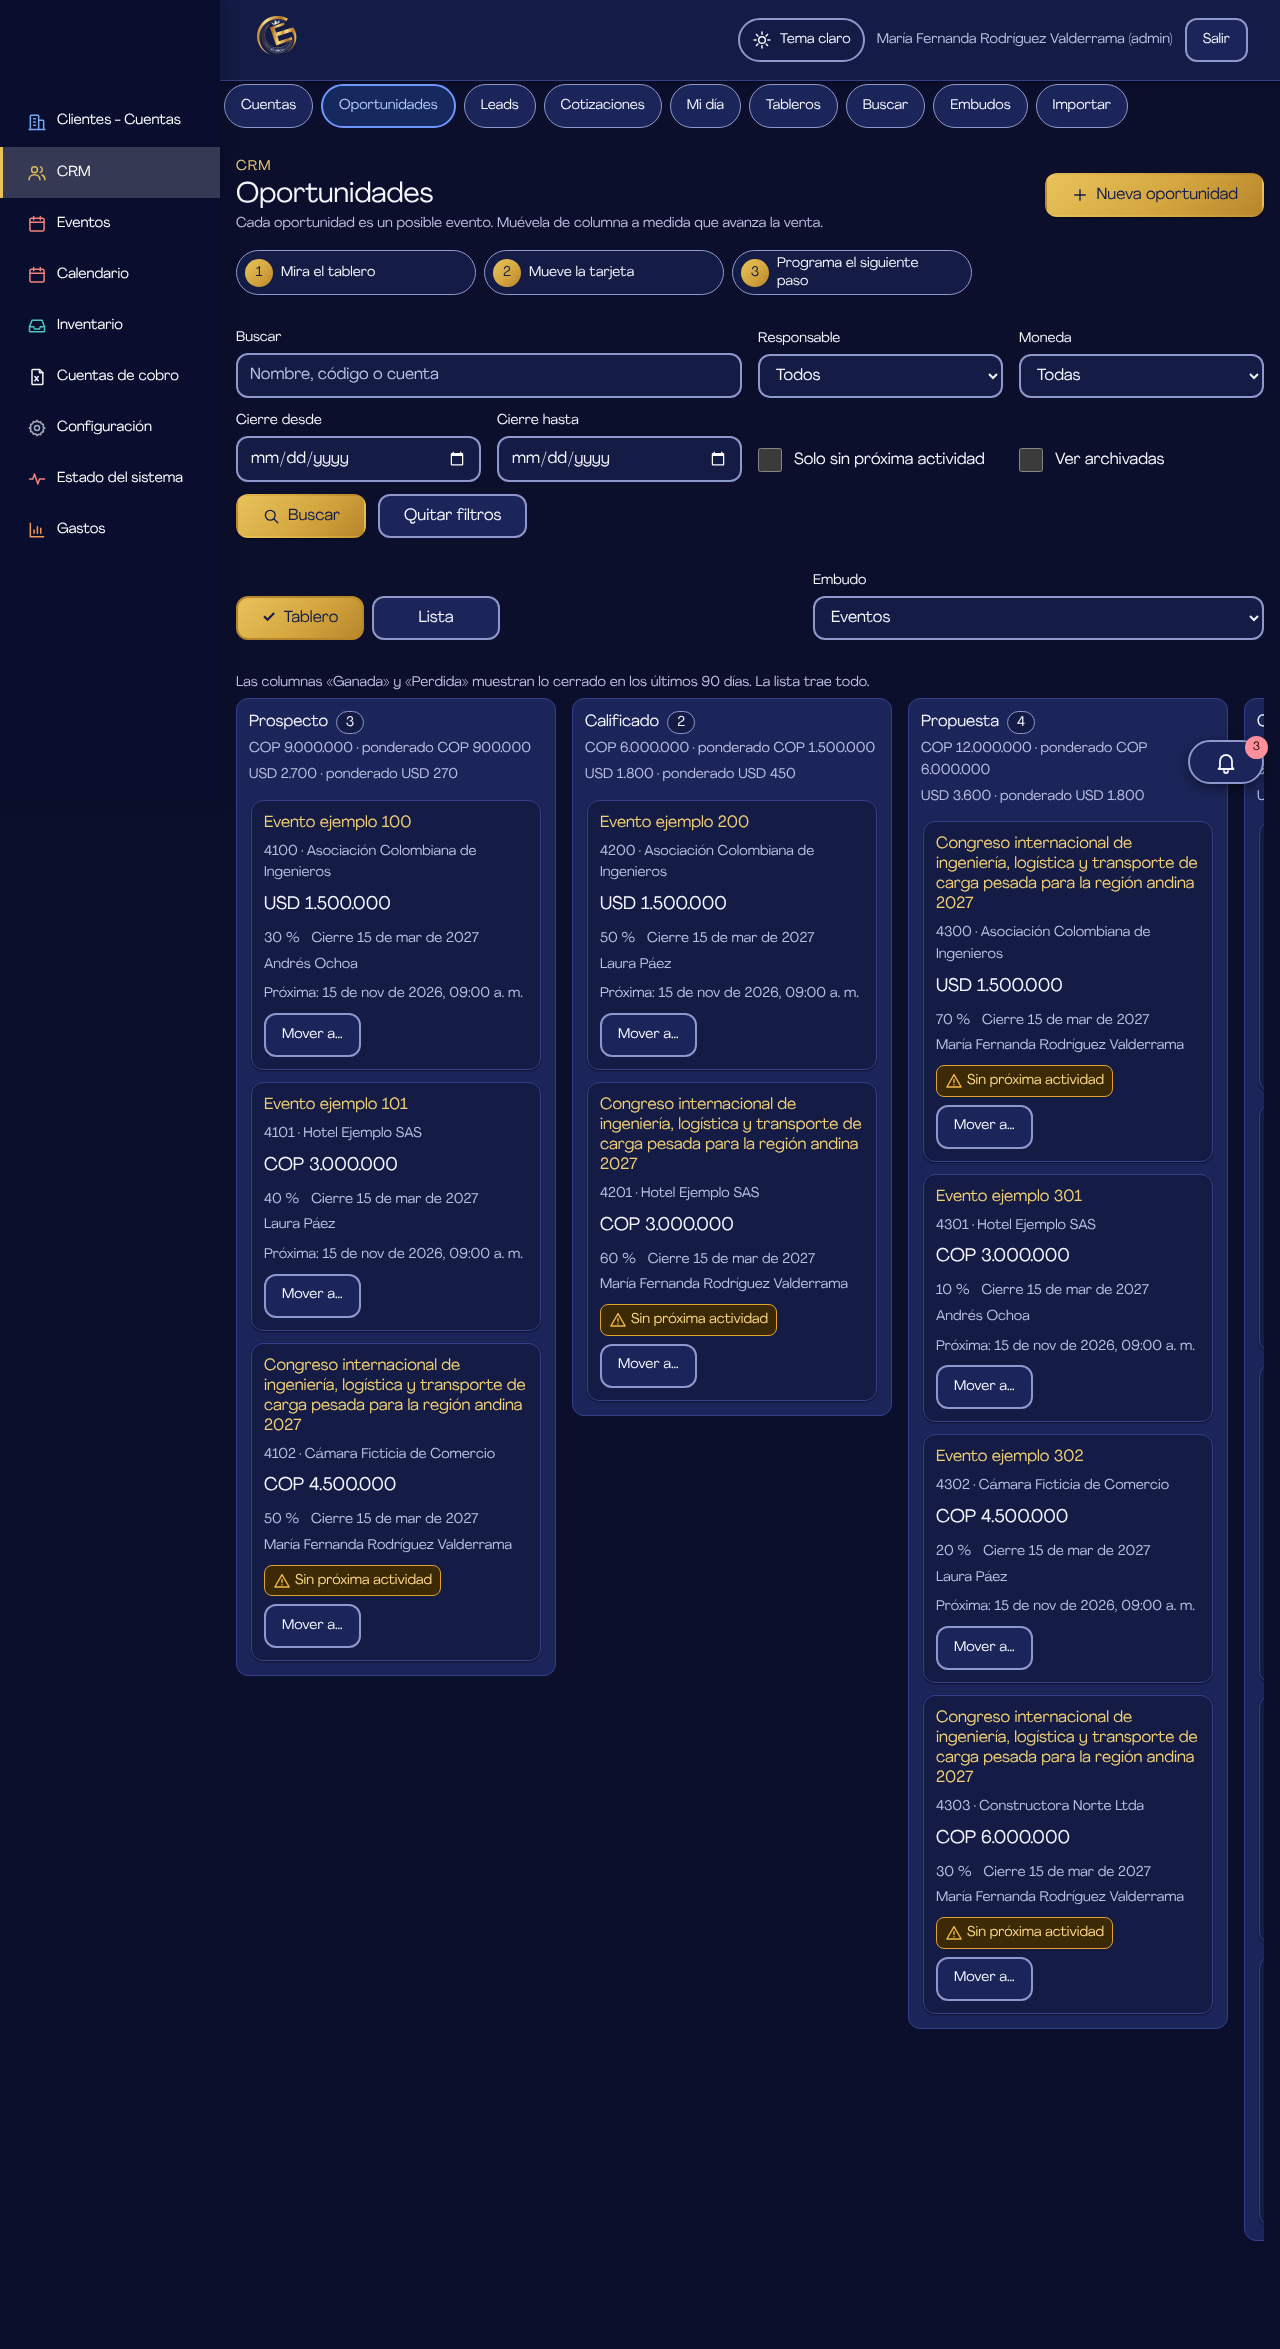 Tema claro
María Fernanda Rodríguez Valderrama (admin)
Salir
Clientes - Cuentas
CRM
Eventos
Calendario
Inventario
Cuentas de cobro
Configuración
Estado del sistema
Gastos
Cuentas
Oportunidades
Leads
Cotizaciones
Mi día
Tableros
Buscar
Embudos
Importar
CRM
Oportunidades
Cada oportunidad es un posible evento. Muévela de columna a medida que avanza la venta.
Nueva oportunidad
1 Mira el tablero
2 Mueve la tarjeta
3 Programa el siguiente
paso
Buscar
Nombre, código o cuenta
Responsable
Todos
Moneda
Todas
Cierre desde
mm/dd/yyyy
Cierre hasta
mm/dd/yyyy
Solo sin próxima actividad
Ver archivadas
Buscar
Quitar filtros
Tablero
Lista
Embudo
Eventos
Las columnas «Ganada» y «Perdida» muestran lo cerrado en los últimos 90 días. La lista trae todo.
Prospecto 3
COP 9.000.000 · ponderado COP 900.000
USD 2.700 · ponderado USD 270
Evento ejemplo 100
4100 · Asociación Colombiana de
Ingenieros
USD 1.500.000
30 % Cierre 15 de mar de 2027
Andrés Ochoa
Próxima: 15 de nov de 2026, 09:00 a. m.
Mover a...
Evento ejemplo 101
4101 · Hotel Ejemplo SAS
COP 3.000.000
40 % Cierre 15 de mar de 2027
Laura Páez
Próxima: 15 de nov de 2026, 09:00 a. m.
Mover a...
Congreso internacional de
ingeniería, logística y transporte de
carga pesada para la región andina
2027
4102 · Cámara Ficticia de Comercio
COP 4.500.000
50 % Cierre 15 de mar de 2027
María Fernanda Rodríguez Valderrama
Sin próxima actividad
Mover a...
Calificado 2
COP 6.000.000 · ponderado COP 1.500.000
USD 1.800 · ponderado USD 450
Evento ejemplo 200
4200 · Asociación Colombiana de
Ingenieros
USD 1.500.000
50 % Cierre 15 de mar de 2027
Laura Páez
Próxima: 15 de nov de 2026, 09:00 a. m.
Mover a...
Congreso internacional de
ingeniería, logística y transporte de
carga pesada para la región andina
2027
4201 · Hotel Ejemplo SAS
COP 3.000.000
60 % Cierre 15 de mar de 2027
María Fernanda Rodríguez Valderrama
Sin próxima actividad
Mover a...
Propuesta 4
COP 12.000.000 · ponderado COP
6.000.000
USD 3.600 · ponderado USD 1.800
Congreso internacional de
ingeniería, logística y transporte de
carga pesada para la región andina
2027
4300 · Asociación Colombiana de
Ingenieros
USD 1.500.000
70 % Cierre 15 de mar de 2027
María Fernanda Rodríguez Valderrama
Sin próxima actividad
Mover a...
Evento ejemplo 301
4301 · Hotel Ejemplo SAS
COP 3.000.000
10 % Cierre 15 de mar de 2027
Andrés Ochoa
Próxima: 15 de nov de 2026, 09:00 a. m.
Mover a...
Evento ejemplo 302
4302 · Cámara Ficticia de Comercio
COP 4.500.000
20 % Cierre 15 de mar de 2027
Laura Páez
Próxima: 15 de nov de 2026, 09:00 a. m.
Mover a...
Congreso internacional de
ingeniería, logística y transporte de
carga pesada para la región andina
2027
4303 · Constructora Norte Ltda
COP 6.000.000
30 % Cierre 15 de mar de 2027
María Fernanda Rodríguez Valderrama
Sin próxima actividad
Mover a...
3